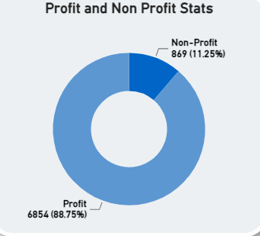 Profit and Non Profit Stats
Non-Profit
869 (11.25%)
Profit
6854 (88.75%)